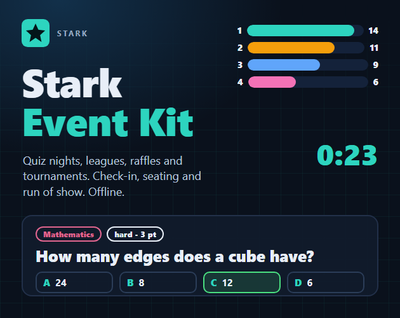 STARK
1 14
2 11
3 9
4 6
Stark
Event Kit
0:23
Quiz nights, leagues, raffles and
tournaments. Check-in, seating and
run of show. Offline.
Mathematics hard - 3 pt
How many edges does a cube have?
A 24 B 8 C 12 D 6